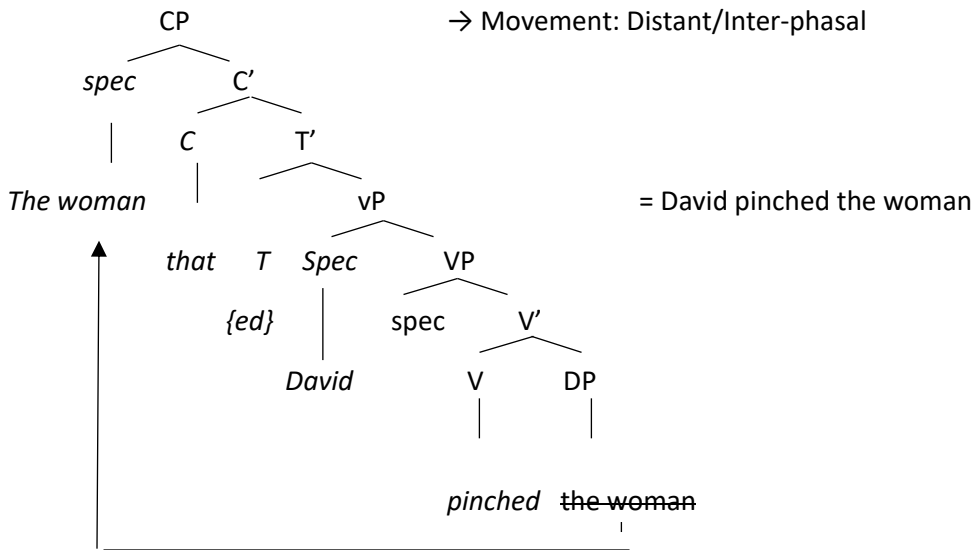 CP → Movement: Distant/Inter-phasal
spec C’
C T’
The woman vP = David pinched the woman
that T Spec VP
{ed} spec V’
David V DP
pinched the woman